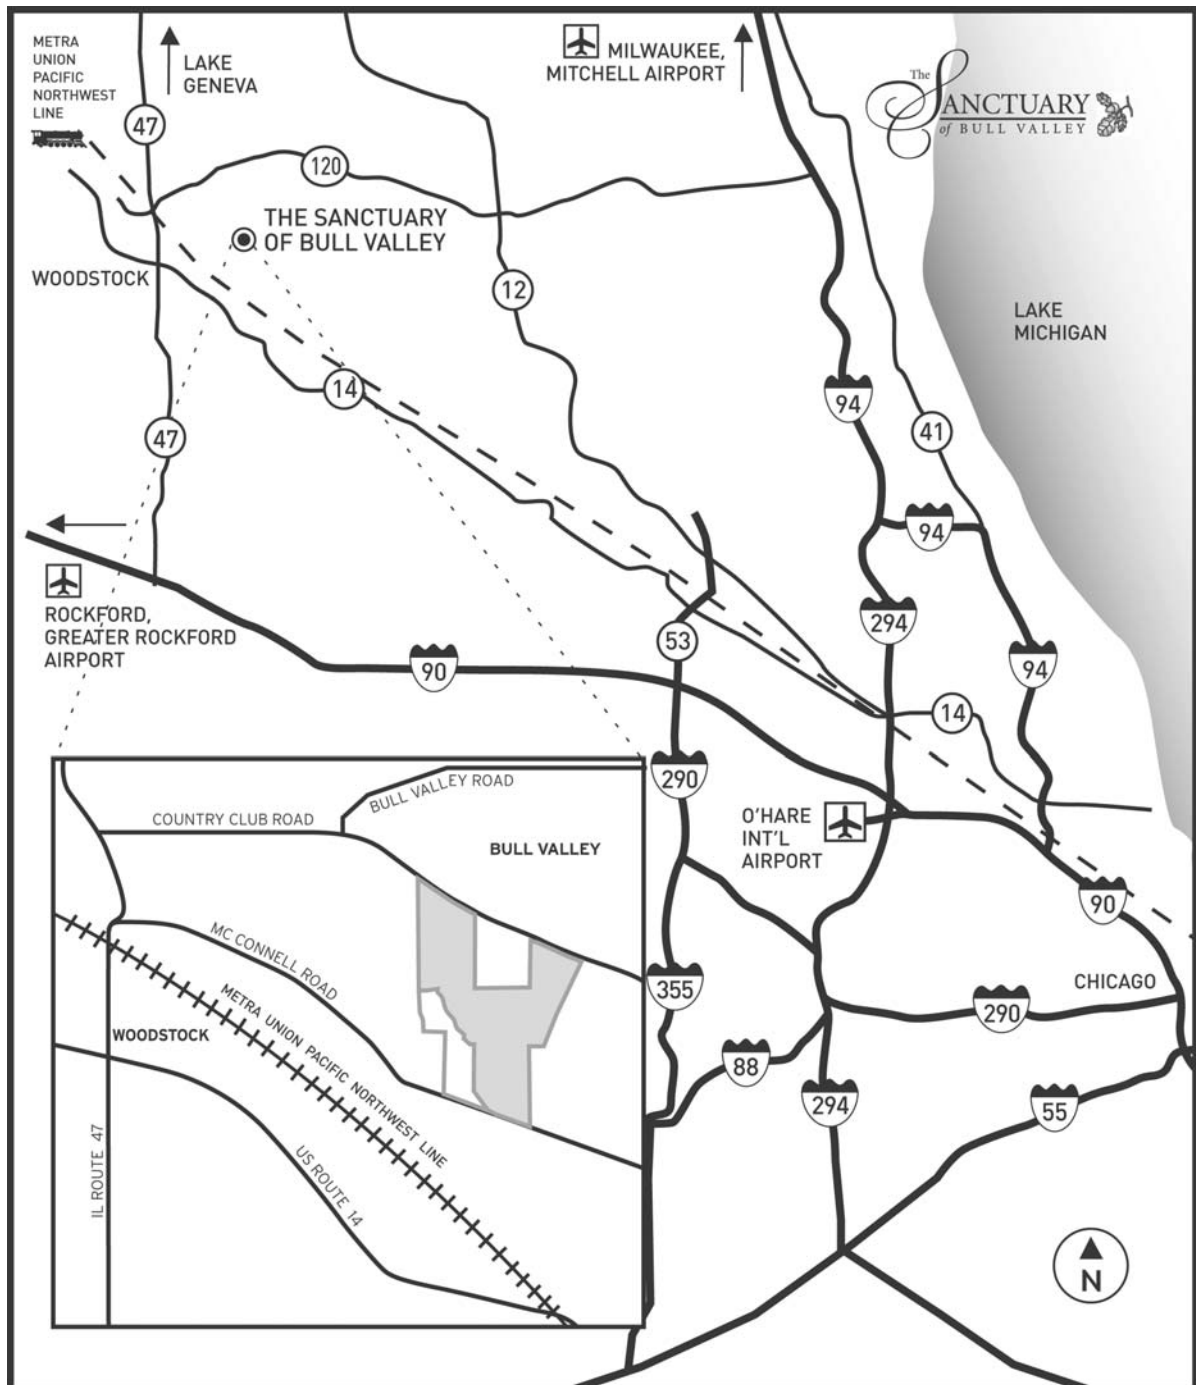 METRA
UNION
PACIFIC
NORTHWEST
LINE
LAKE
GENEVA
MILWAUKEE,
MITCHELL AIRPORT
The
SANCTUARY
of BULL VALLEY
47
120
THE SANCTUARY
OF BULL VALLEY
WOODSTOCK
12
LAKE
MICHIGAN
14
94
41
47
94
ROCKFORD,
GREATER ROCKFORD
AIRPORT
294
53
90
94
14
290
O'HARE
INT'L
AIRPORT
90
355
CHICAGO
290
88
294
55
N
BULL VALLEY ROAD
COUNTRY CLUB ROAD
BULL VALLEY
MC CONNELL ROAD
METRA UNION PACIFIC NORTHWEST LINE
WOODSTOCK
IL ROUTE 47
US ROUTE 14